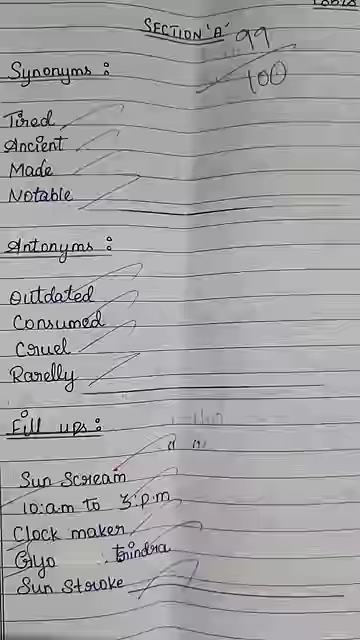 SECTION 'A'
99
100
Synonyms :
Tired
Ancient
Made
Notable
Antonyms :
Outdated
Consumed
Cruel
Rarelly
Fill ups :
Sun Scream
10:a.m To 3:p.m
Clock maker
Giyo
Sun Stroke